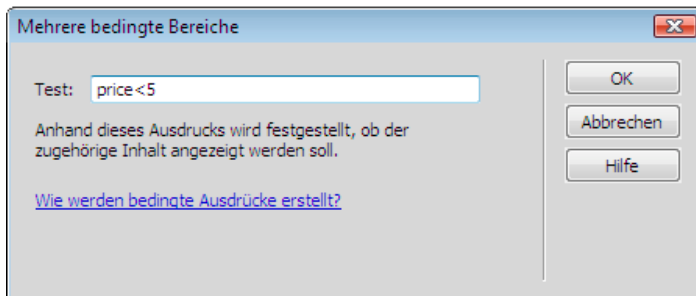 Mehrere bedingte Bereiche
Test: price<5
Anhand dieses Ausdrucks wird festgestellt, ob der
zugehörige Inhalt angezeigt werden soll.
Wie werden bedingte Ausdrücke erstellt?
OK
Abbrechen
Hilfe